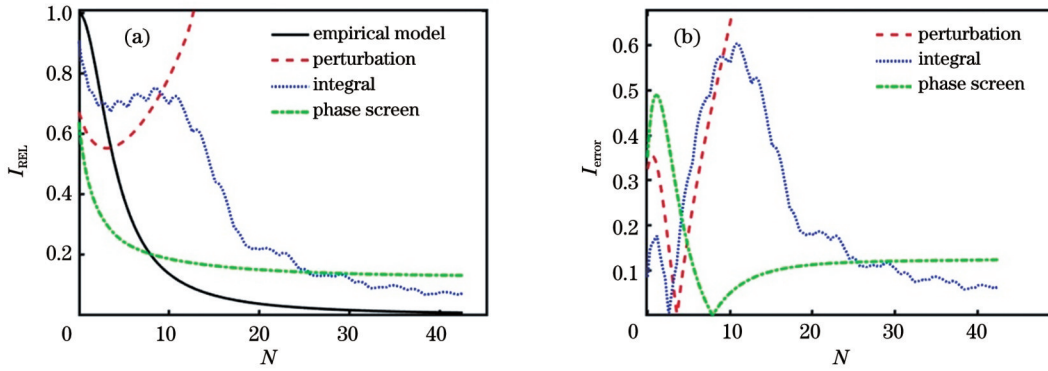 (a)
empirical model
perturbation
integral
phase screen
1.0
0.8
0.6
0.4
0.2
0
10
20
30
40
I_REL
N
(b)
perturbation
integral
phase screen
0.6
0.5
0.4
0.3
0.2
0.1
0
10
20
30
40
I_error
N